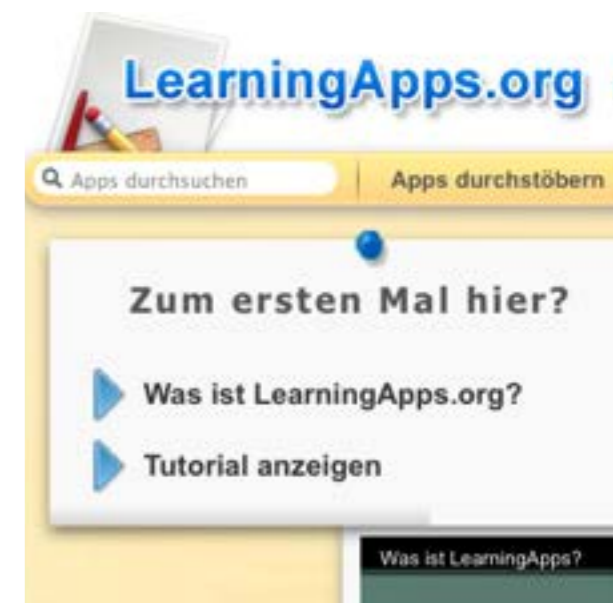 LearningApps.org
Apps durchsuchen
Apps durchstöbern
Zum ersten Mal hier?
Was ist LearningApps.org?
Tutorial anzeigen
Was ist LearningApps?